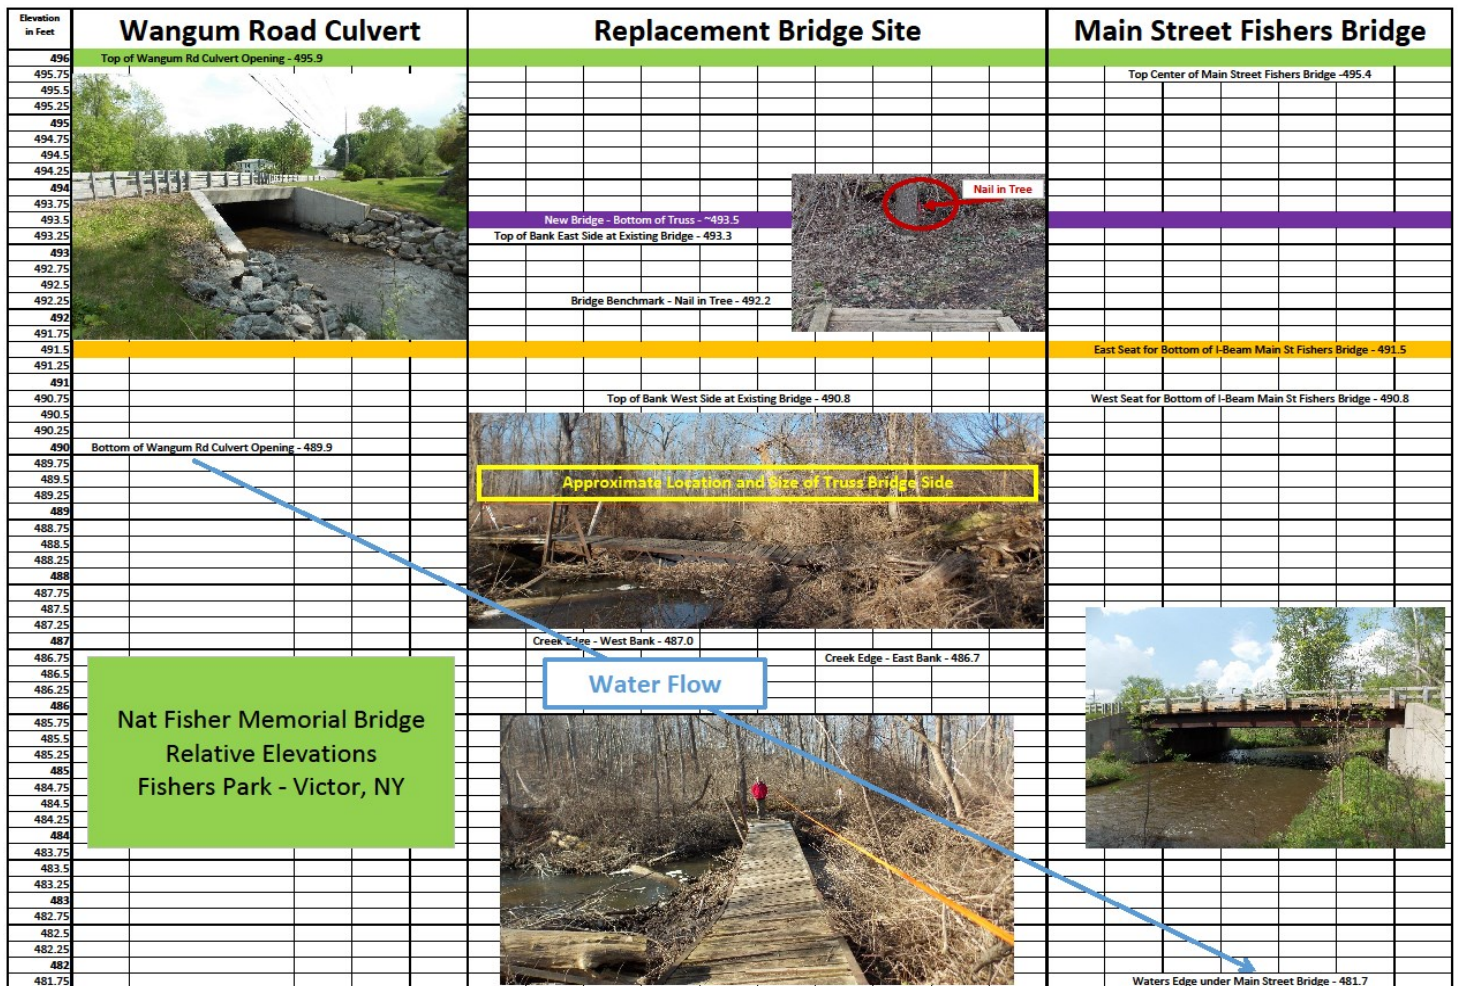 Elevation
in Feet
Wangum Road Culvert
Replacement Bridge Site
Main Street Fishers Bridge
496
Top of Wangum Rd Culvert Opening - 495.9
495.75
Top Center of Main Street Fishers Bridge -495.4
495.5
495.25
495
494.75
494.5
494.25
494
Nail in Tree
493.75
493.5
New Bridge - Bottom of Truss - ~493.5
493.25
Top of Bank East Side at Existing Bridge - 493.3
493
492.75
492.5
492.25
Bridge Benchmark - Nail in Tree - 492.2
492
491.75
491.5
East Seat for Bottom of I-Beam Main St Fishers Bridge - 491.5
491.25
491
490.75
Top of Bank West Side at Existing Bridge - 490.8
West Seat for Bottom of I-Beam Main St Fishers Bridge - 490.8
490.5
490.25
490
Bottom of Wangum Rd Culvert Opening - 489.9
489.75
489.5
Approximate Location and Size of Truss Bridge Side
489.25
489
488.75
488.5
488.25
488
487.75
487.5
487.25
487
Creek Edge - West Bank - 487.0
486.75
Creek Edge - East Bank - 486.7
486.5
486.25
Water Flow
486
485.75
Nat Fisher Memorial Bridge
485.5
485.25
Relative Elevations
485
484.75
Fishers Park - Victor, NY
484.5
484.25
484
483.75
483.5
483.25
483
482.75
482.5
482.25
482
481.75
Waters Edge under Main Street Bridge - 481.7